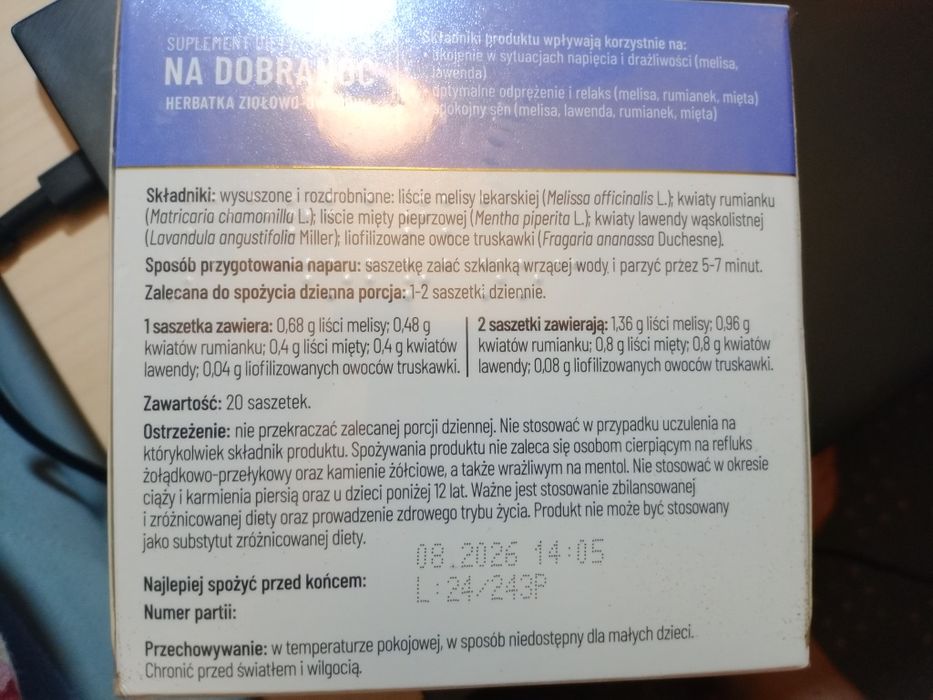 SUPLEMENT DIETY
NA DOBRANOC
HERBATKA ZIOŁOWO-OWOCOWA
Składniki produktu wpływają korzystnie na:
• ukojenie w sytuacjach napięcia i drażliwości (melisa,
lawenda)
• optymalne odprężenie i relaks (melisa, rumianek, mięta)
• spokojny sen (melisa, lawenda, rumianek, mięta)
Składniki: wysuszone i rozdrobnione: liście melisy lekarskiej (Melissa officinalis L.); kwiaty rumianku
(Matricaria chamomilla L.); liście mięty pieprzowej (Mentha piperita L.); kwiaty lawendy wąskolistnej
(Lavandula angustifolia Miller); liofilizowane owoce truskawki (Fragaria ananassa Duchesne).
Sposób przygotowania naparu: saszetkę zalać szklanką wrzącej wody i parzyć przez 5-7 minut.
Zalecana do spożycia dzienna porcja: 1-2 saszetki dziennie.
1 saszetka zawiera: 0,68 g liści melisy; 0,48 g
kwiatów rumianku; 0,4 g liści mięty; 0,4 g kwiatów
lawendy; 0,04 g liofilizowanych owoców truskawki.
2 saszetki zawierają: 1,36 g liści melisy; 0,96 g
kwiatów rumianku; 0,8 g liści mięty; 0,8 g kwiatów
lawendy; 0,08 g liofilizowanych owoców truskawki.
Zawartość: 20 saszetek.
Ostrzeżenie: nie przekraczać zalecanej porcji dziennej. Nie stosować w przypadku uczulenia na
którykolwiek składnik produktu. Spożywania produktu nie zaleca się osobom cierpiącym na refluks
żołądkowo-przełykowy oraz kamienie żółciowe, a także wrażliwym na mentol. Nie stosować w okresie
ciąży i karmienia piersią oraz u dzieci poniżej 12 lat. Ważne jest stosowanie zbilansowanej
i zróżnicowanej diety oraz prowadzenie zdrowego trybu życia. Produkt nie może być stosowany
jako substytut zróżnicowanej diety.
08.2026 14:05
L:24/243P
Najlepiej spożyć przed końcem:
Numer partii:
Przechowywanie: w temperaturze pokojowej, w sposób niedostępny dla małych dzieci.
Chronić przed światłem i wilgocią.